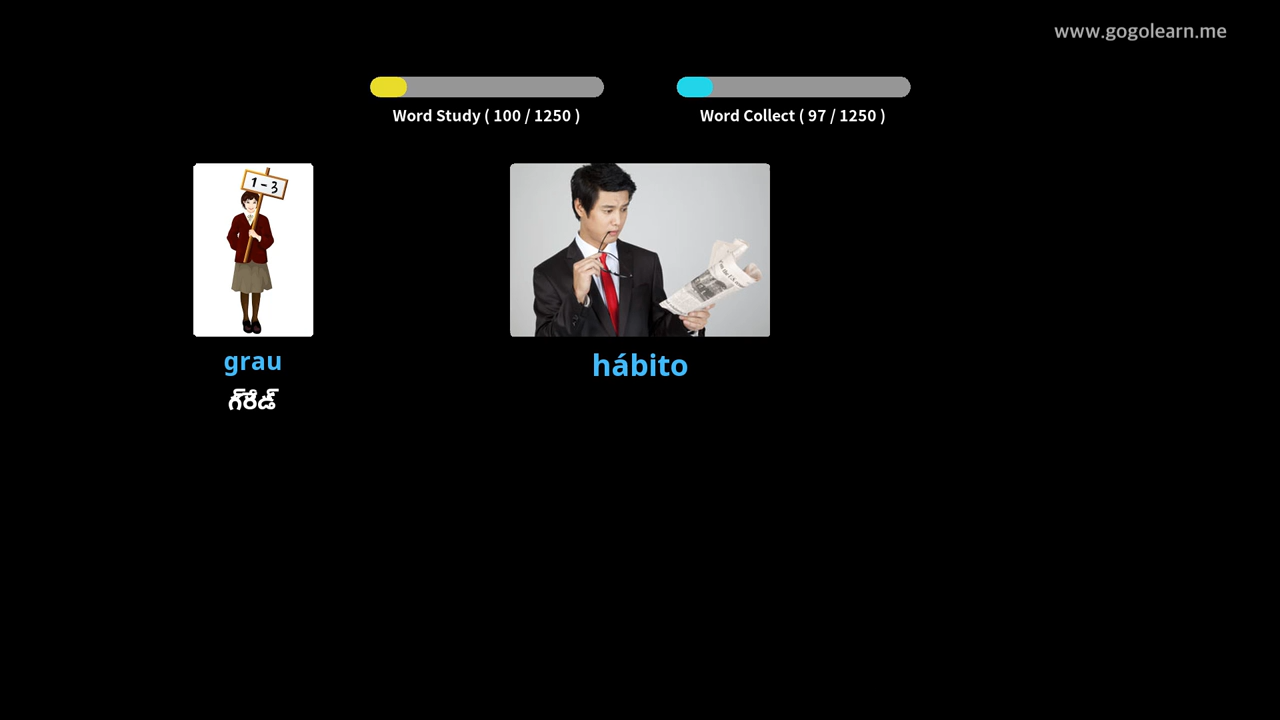 www.gogolearn.me
Word Study ( 100 / 1250 )
Word Collect ( 97 / 1250 )
1 - 3
grau
hábito
గ్రేడ్